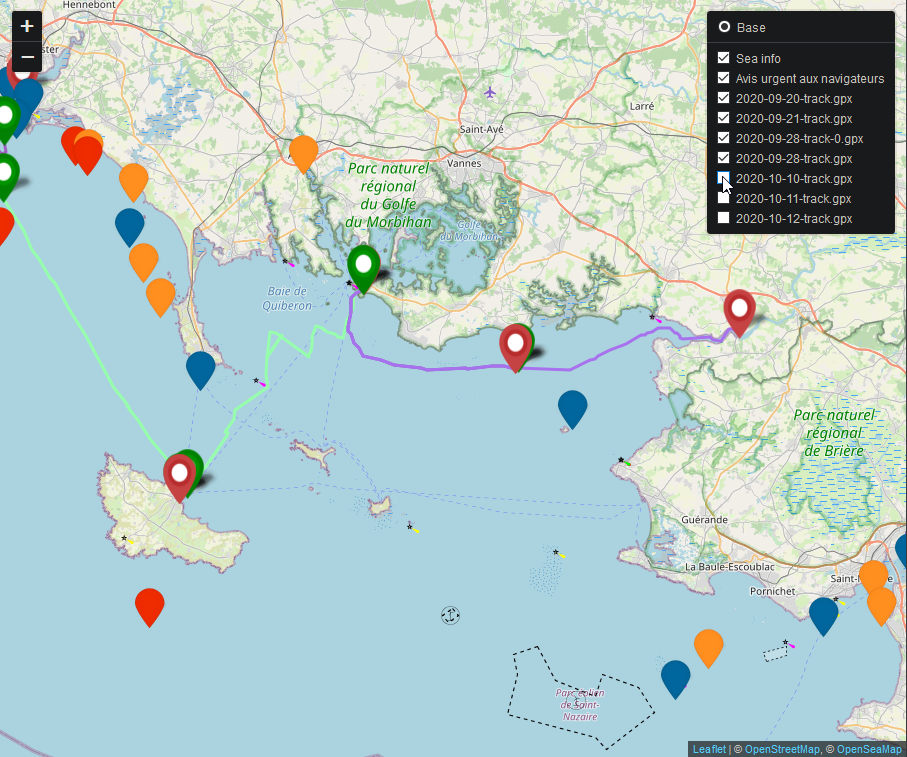 Hennebont
+
−
Base
Sea info
Avis urgent aux navigateurs
2020-09-20-track.gpx
2020-09-21-track.gpx
2020-09-28-track-0.gpx
2020-09-28-track.gpx
2020-10-10-track.gpx
2020-10-11-track.gpx
2020-10-12-track.gpx
Larré
Saint-Avé
Vannes
Parc naturel
régional
du Golfe
du Morbihan
Golfe
du Morbihan
Baie de
Quiberon
Parc naturel
régional
de Brière
Guérande
La Baule-Escoublac
Pornichet
Parc éolien
de Saint-
Nazaire
Leaflet | © OpenStreetMap, © OpenSeaMap